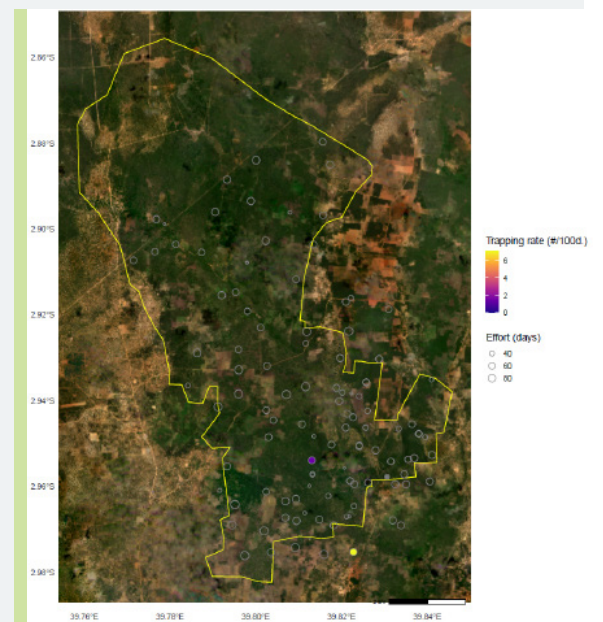 2.86°S
2.88°S
2.90°S
2.92°S
2.94°S
2.96°S
2.98°S
39.76°E
39.78°E
39.80°E
39.82°E
39.84°E
Trapping rate (#/100d.)
6
4
2
0
Effort (days)
40
60
80